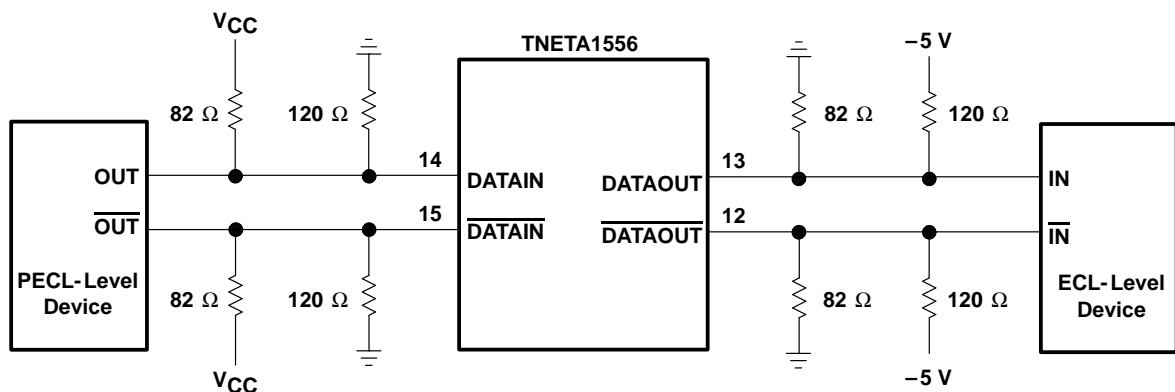 VCC
TNETA1556
–5 V
82 Ω
120 Ω
82 Ω
120 Ω
OUT
14
DATAIN
DATAOUT
13
IN
OUT
15
DATAIN
DATAOUT
12
IN
PECL-Level
Device
82 Ω
120 Ω
82 Ω
120 Ω
ECL-Level
Device
VCC
–5 V